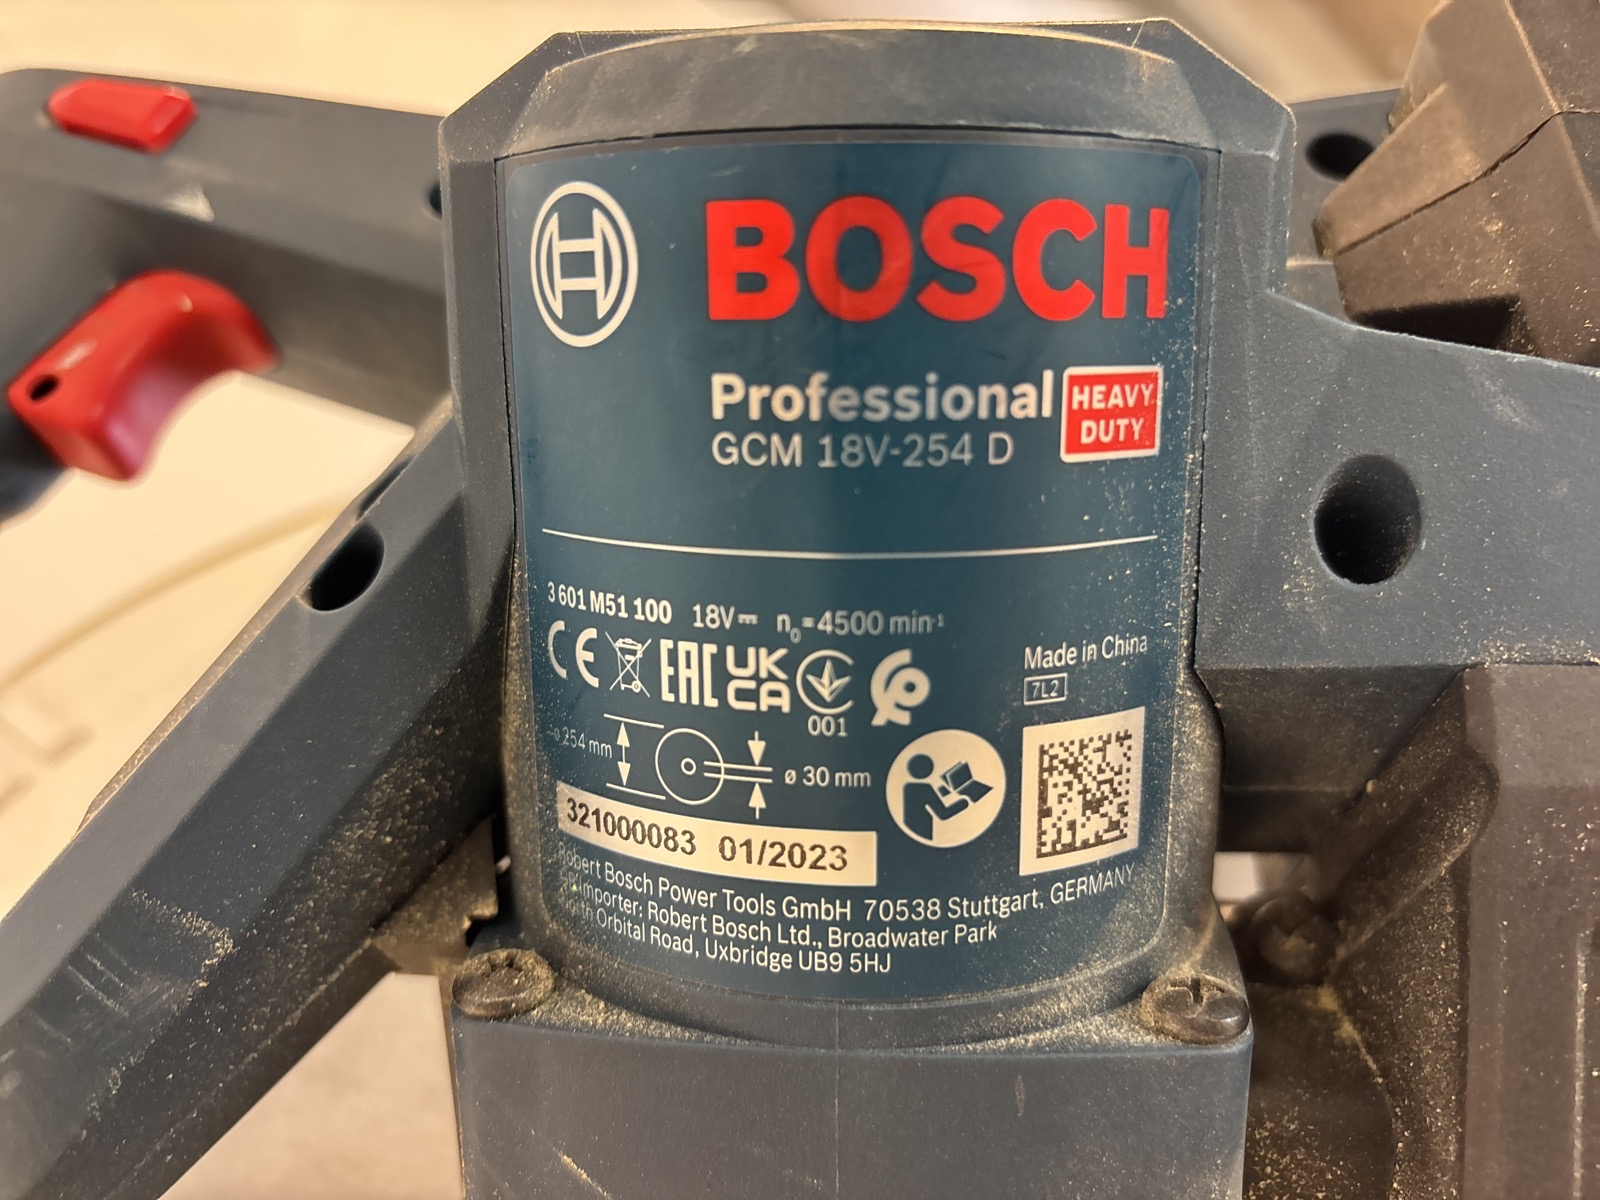 BOSCH
Professional
HEAVY
DUTY
GCM 18V-254 D
3 601 M51 100 18V⎓ n₀=4500 min⁻¹
CE EAC UK
CA
001
Made in China
7L2
ø 254 mm
ø 30 mm
321000083 01/2023
Robert Bosch Power Tools GmbH 70538 Stuttgart, GERMANY
Importer: Robert Bosch Ltd., Broadwater Park
North Orbital Road, Uxbridge UB9 5HJ